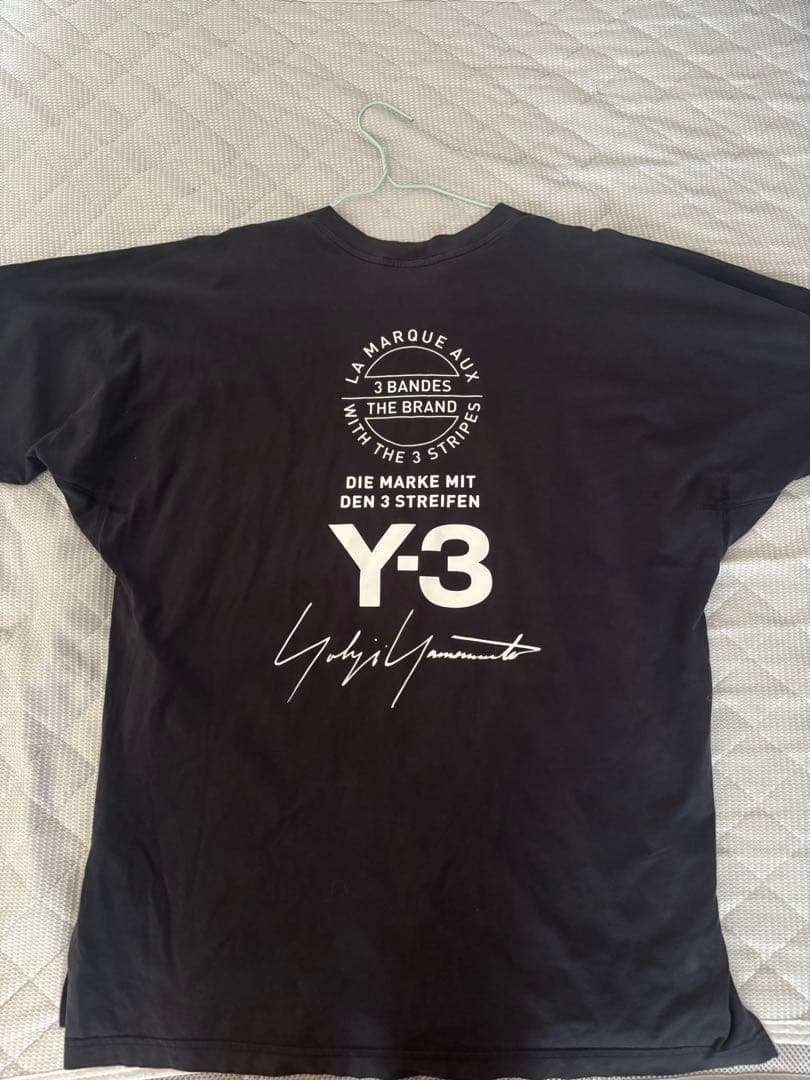 LA MARQUE AUX
3 BANDES
THE BRAND
WITH THE 3 STRIPES
DIE MARKE MIT
DEN 3 STREIFEN
Y-3
Yohji Yamamoto